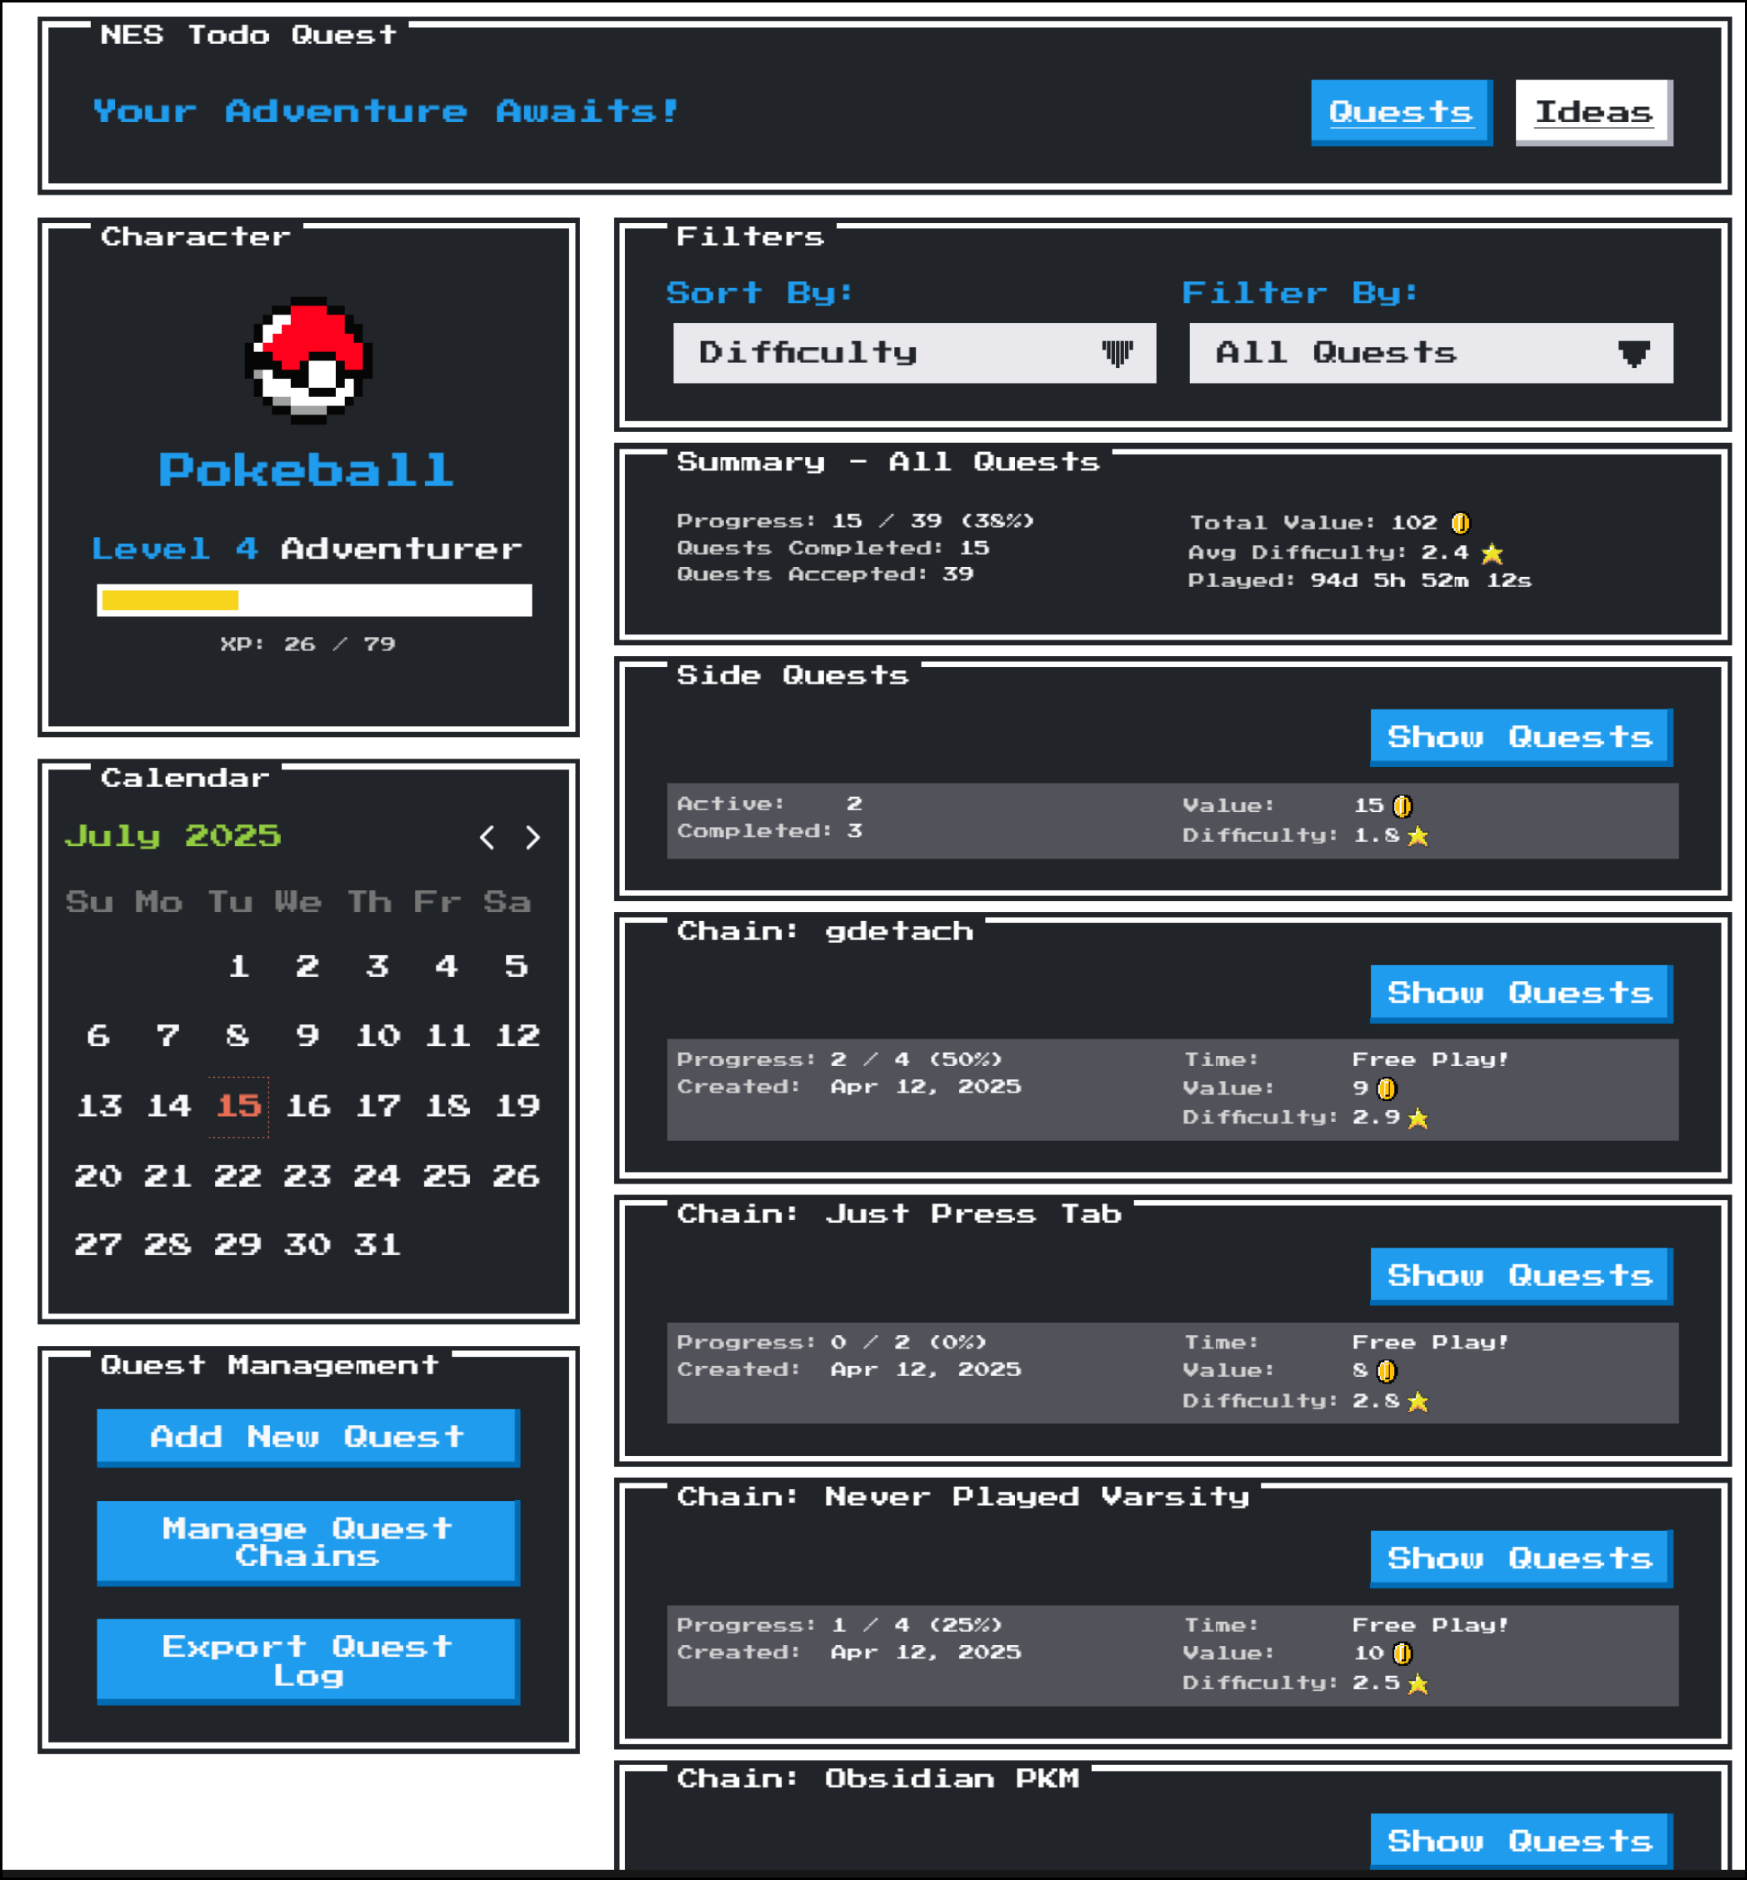 NES Todo Quest
Your Adventure Awaits!
Quests
Ideas
Character
Pokeball
Level 4 Adventurer
XP: 26 / 79
Calendar
July 2025
Su Mo Tu We Th Fr Sa
1 2 3 4 5
6 7 8 9 10 11 12
13 14 15 16 17 18 19
20 21 22 23 24 25 26
27 28 29 30 31
Quest Management
Add New Quest
Manage Quest
Chains
Export Quest
Log
Filters
Sort By:
Difficulty
Filter By:
All Quests
Summary - All Quests
Progress: 15 / 39 (38%)
Quests Completed: 15
Quests Accepted: 39
Total Value: 102
Avg Difficulty: 2.4
Played: 94d 5h 52m 12s
Side Quests
Show Quests
Active: 2
Completed: 3
Value: 15
Difficulty: 1.8
Chain: gdetach
Show Quests
Progress: 2 / 4 (50%)
Created: Apr 12, 2025
Time: Free Play!
Value: 9
Difficulty: 2.9
Chain: Just Press Tab
Show Quests
Progress: 0 / 2 (0%)
Created: Apr 12, 2025
Time: Free Play!
Value: 8
Difficulty: 2.8
Chain: Never Played Varsity
Show Quests
Progress: 1 / 4 (25%)
Created: Apr 12, 2025
Time: Free Play!
Value: 10
Difficulty: 2.5
Chain: Obsidian PKM
Show Quests